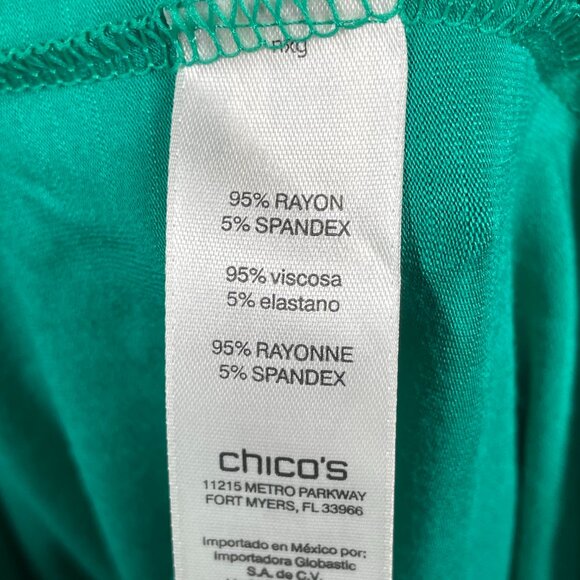 95% RAYON
5% SPANDEX
95% viscosa
5% elastano
95% RAYONNE
5% SPANDEX
chico's
11215 METRO PARKWAY
FORT MYERS, FL 33966
Importado en México por:
Importadora Globastic
S.A. de C.V.